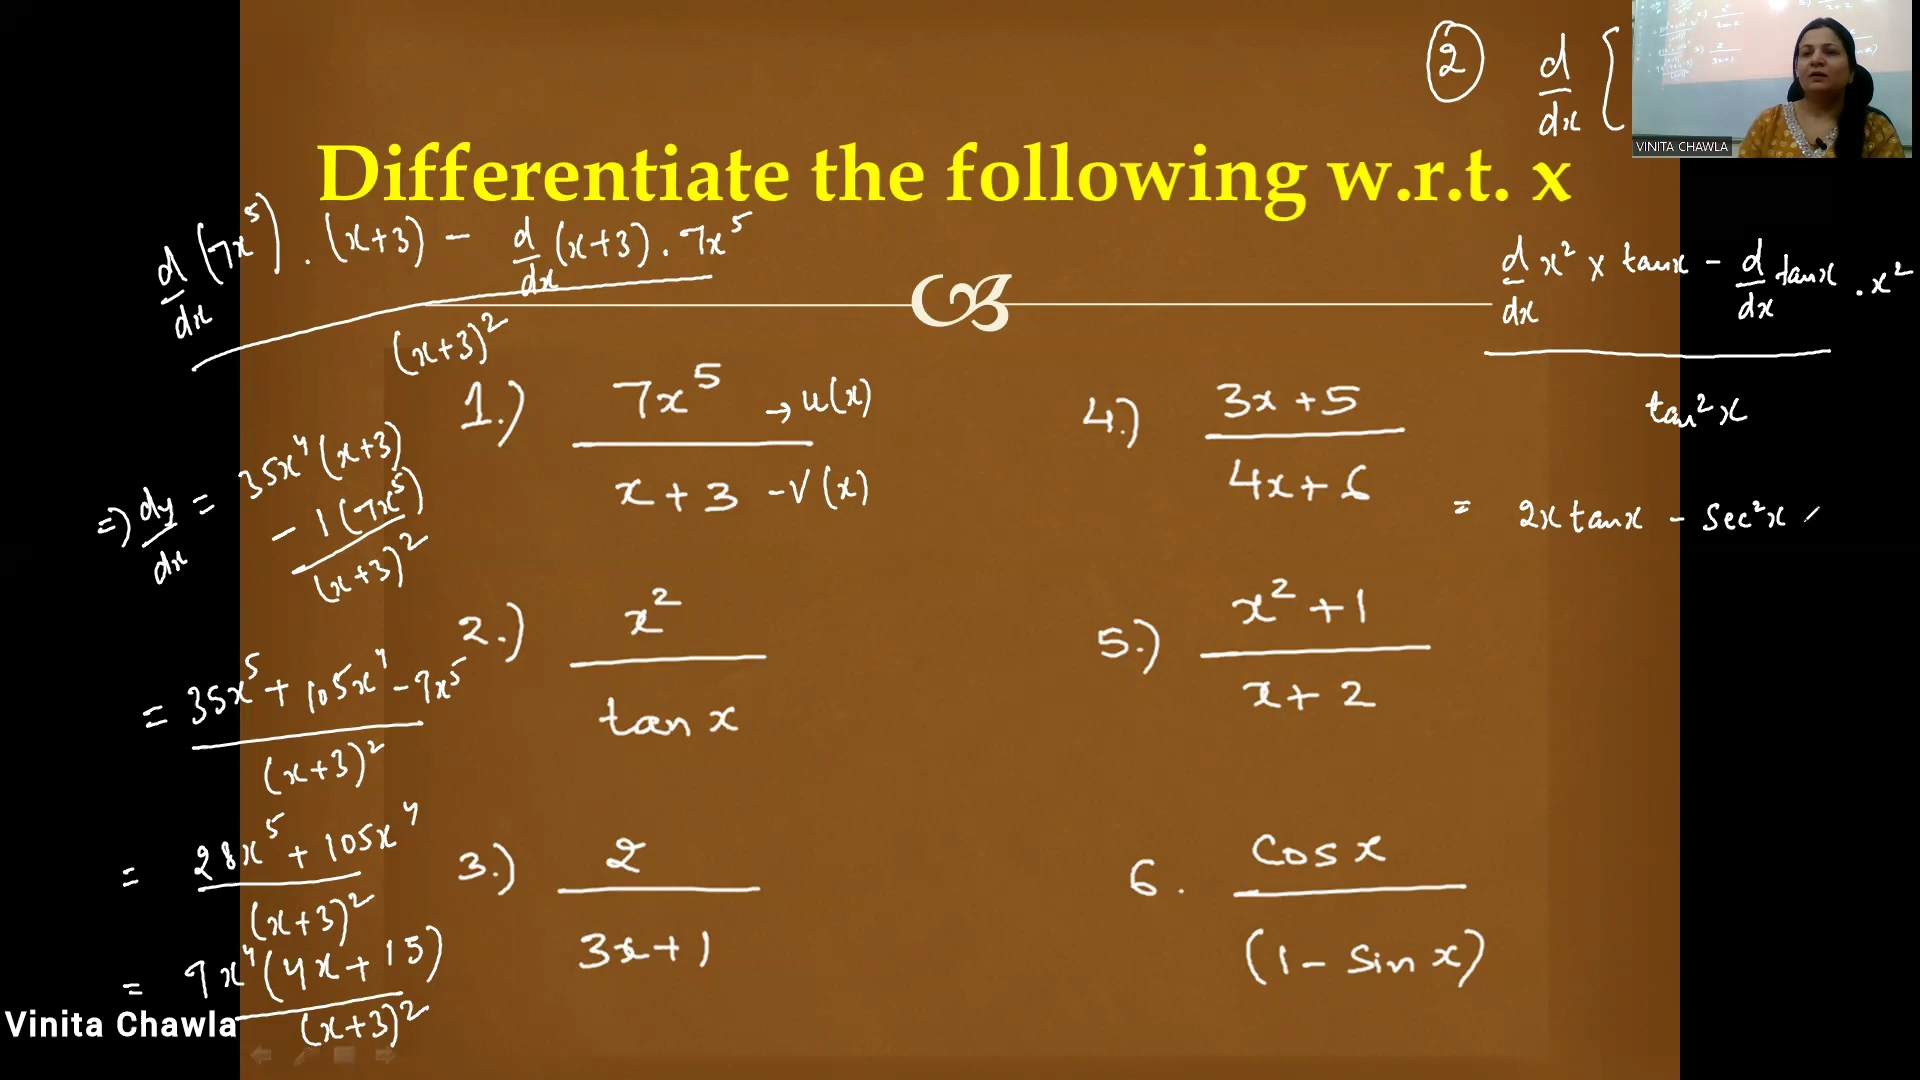 ② d/dx {
VINITA CHAWLA
Differentiate the following w.r.t. x
d/dx (7x⁵) . (x+3) - d/dx (x+3) . 7x⁵
(x+3)²
d/dx x² × tanx - d/dx tanx . x²
tan²x
= 2x tanx - sec²x
1.) 7x⁵ → u(x)
x + 3 - v(x)
=) dy/dx = 35x⁴(x+3)
- 1(7x⁵)
(x+3)²
= 35x⁵ + 105x⁴ - 7x⁵
(x+3)²
= 28x⁵ + 105x⁴
(x+3)²
= 7x⁴(4x+15)
(x+3)²
2.) x²
tan x
3.) 2
3x+1
4.) 3x+5
4x+6
5.) x²+1
x+2
6. cos x
(1 - sin x)
Vinita Chawla